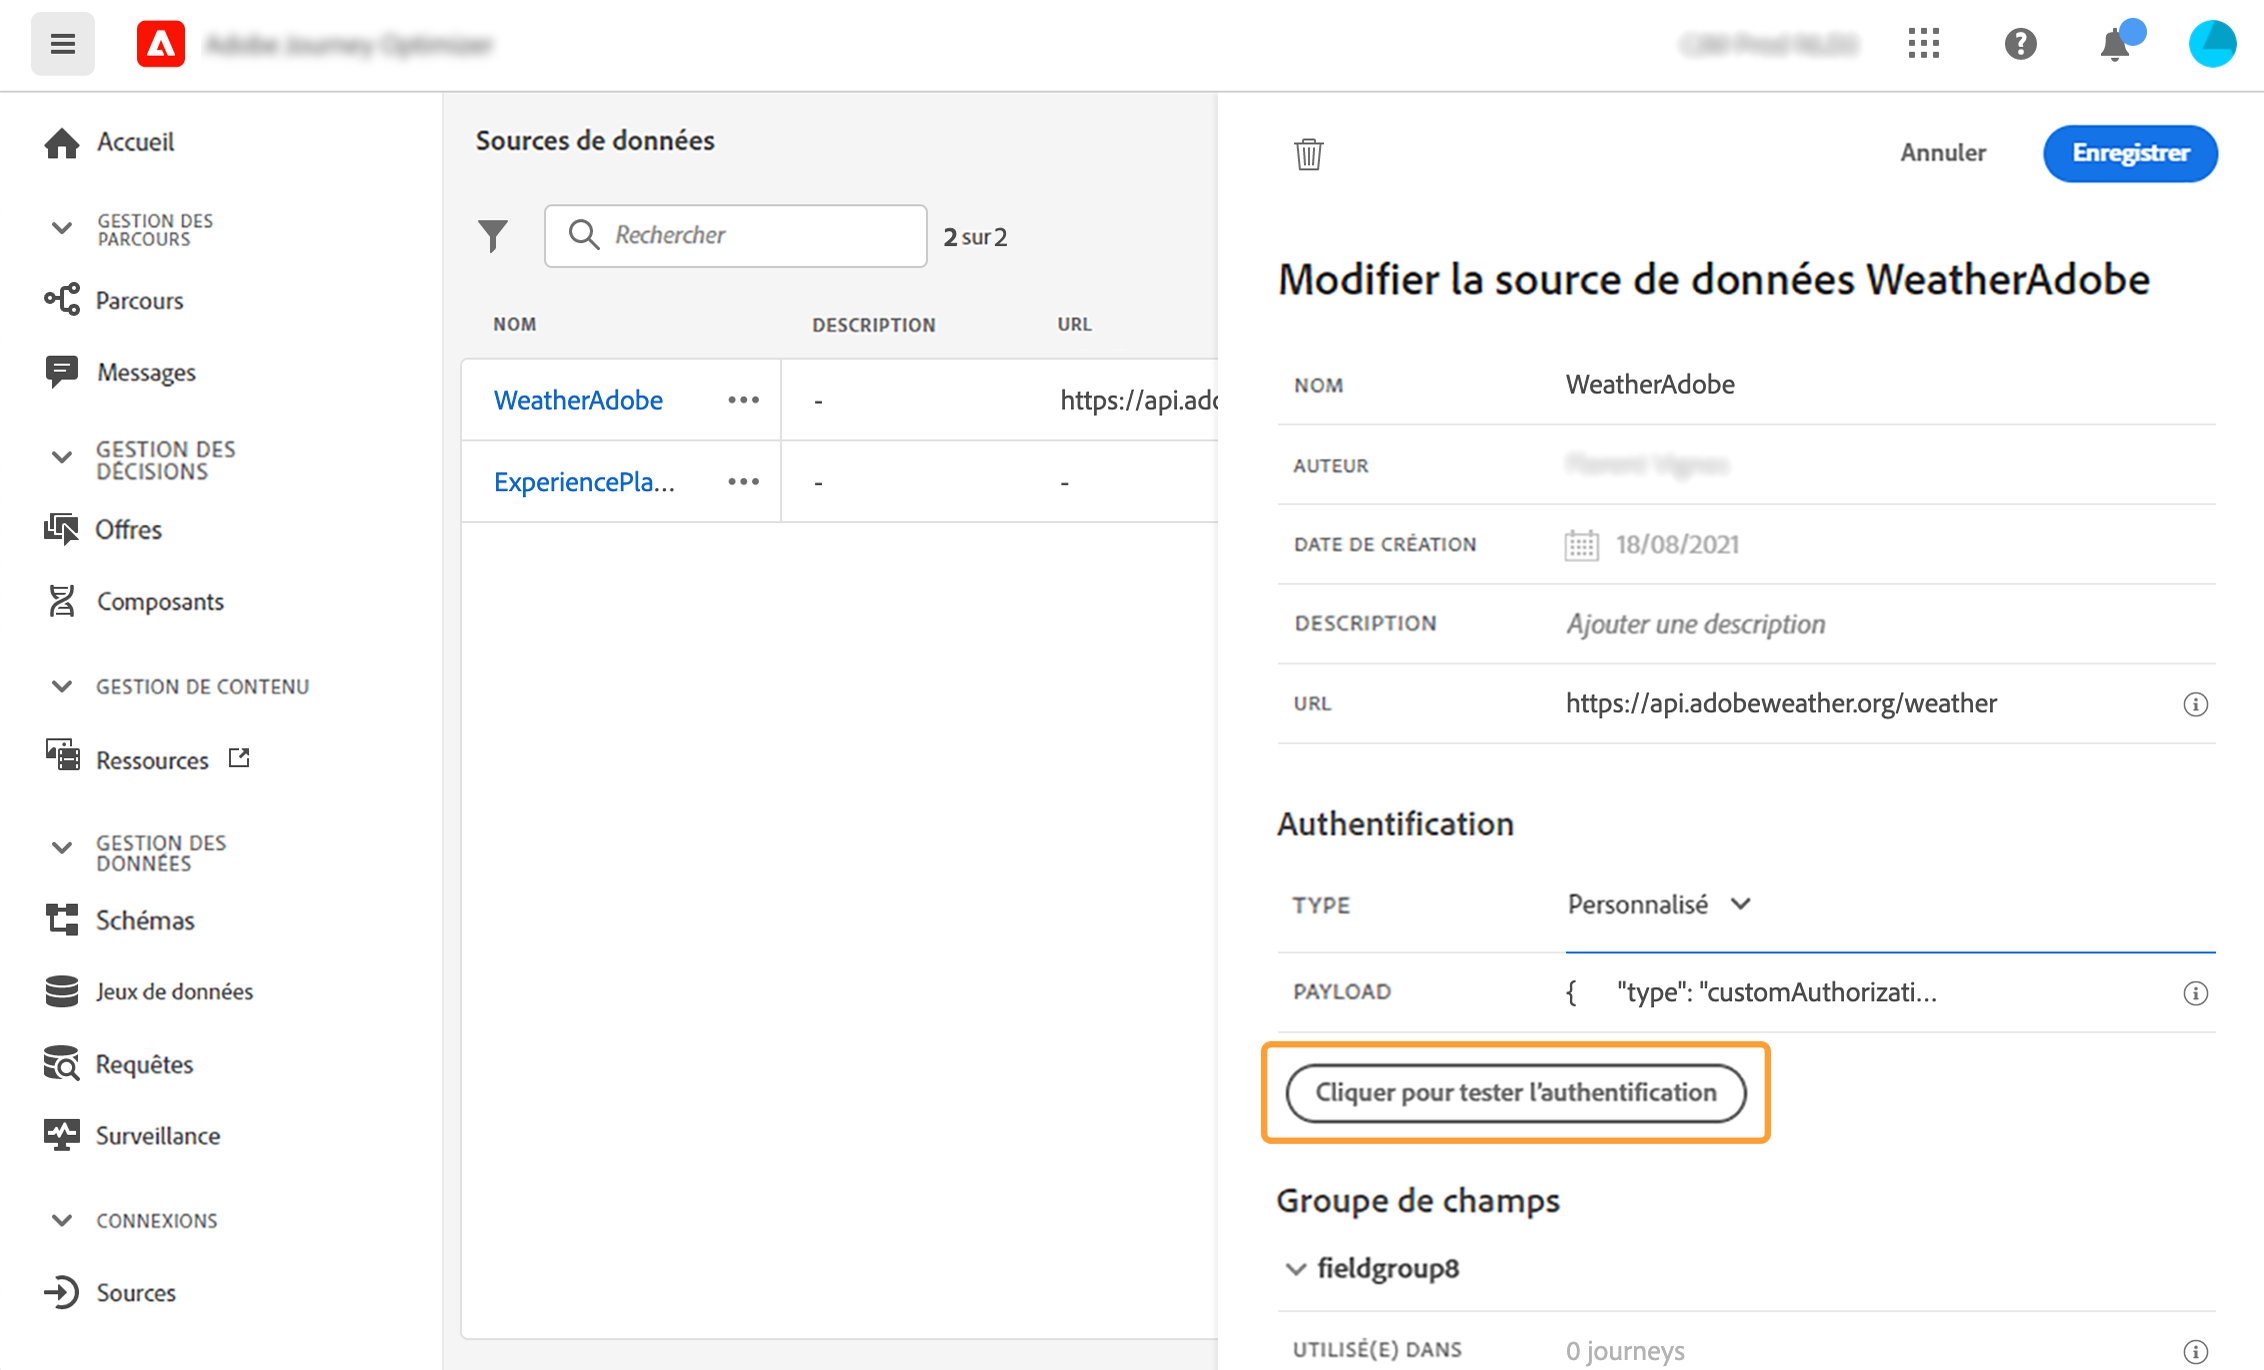 Accueil
GESTION DES
PARCOURS
Parcours
Messages
GESTION DES
DÉCISIONS
Offres
Composants
GESTION DE CONTENU
Ressources
GESTION DES
DONNÉES
Schémas
Jeux de données
Requêtes
Surveillance
CONNEXIONS
Sources
Sources de données
Rechercher
2 sur 2
NOM DESCRIPTION URL
WeatherAdobe ••• - https://api.ad
ExperiencePla... ••• - -
Annuler
Enregistrer
Modifier la source de données WeatherAdobe
NOM WeatherAdobe
AUTEUR
DATE DE CRÉATION 18/08/2021
DESCRIPTION Ajouter une description
URL https://api.adobeweather.org/weather
Authentification
TYPE Personnalisé
PAYLOAD { "type": "customAuthorizati...
Cliquer pour tester l'authentification
Groupe de champs
fieldgroup8
UTILISÉ(E) DANS 0 journeys